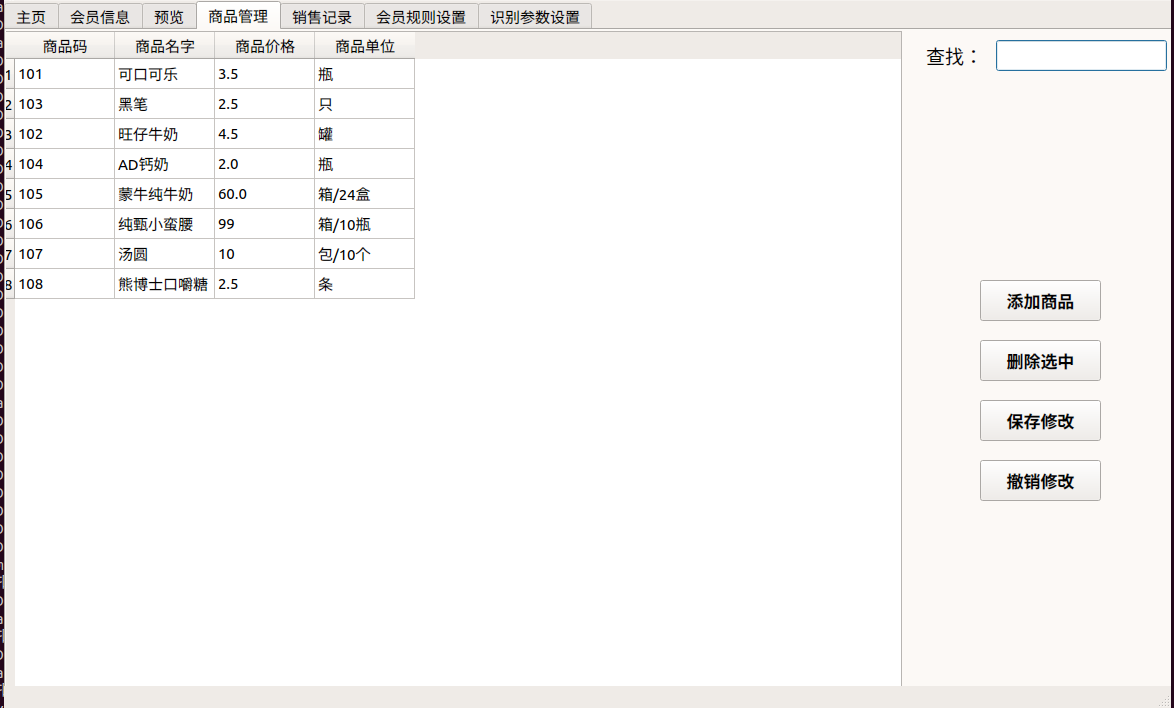 主页 会员信息 预览 商品管理 销售记录 会员规则设置 识别参数设置
商品码 商品名字 商品价格 商品单位
查找：
1 101 可口可乐 3.5 瓶
2 103 黑笔 2.5 只
3 102 旺仔牛奶 4.5 罐
4 104 AD钙奶 2.0 瓶
5 105 蒙牛纯牛奶 60.0 箱/24盒
6 106 纯甄小蛮腰 99 箱/10瓶
7 107 汤圆 10 包/10个
8 108 熊博士口嚼糖 2.5 条
添加商品
删除选中
保存修改
撤销修改